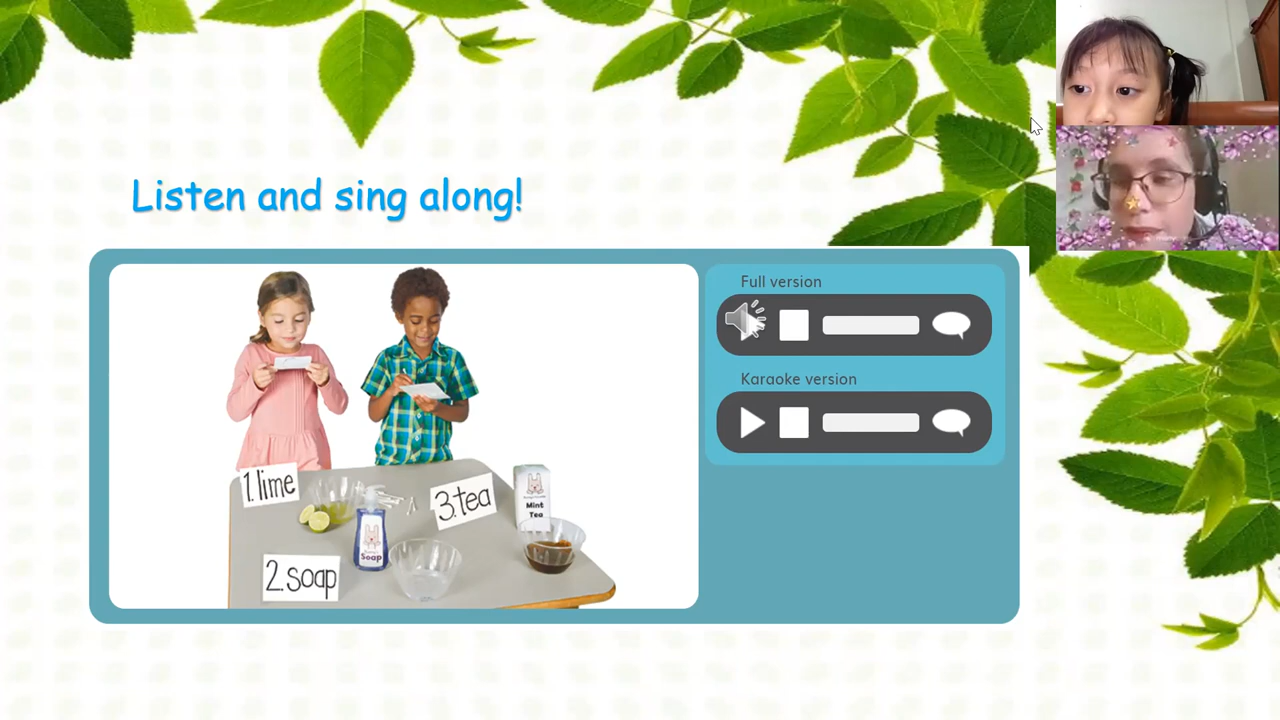 Listen and sing along!
Full version
Karaoke version
1. lime
3. tea
Mint
Tea
Soap
2. soap